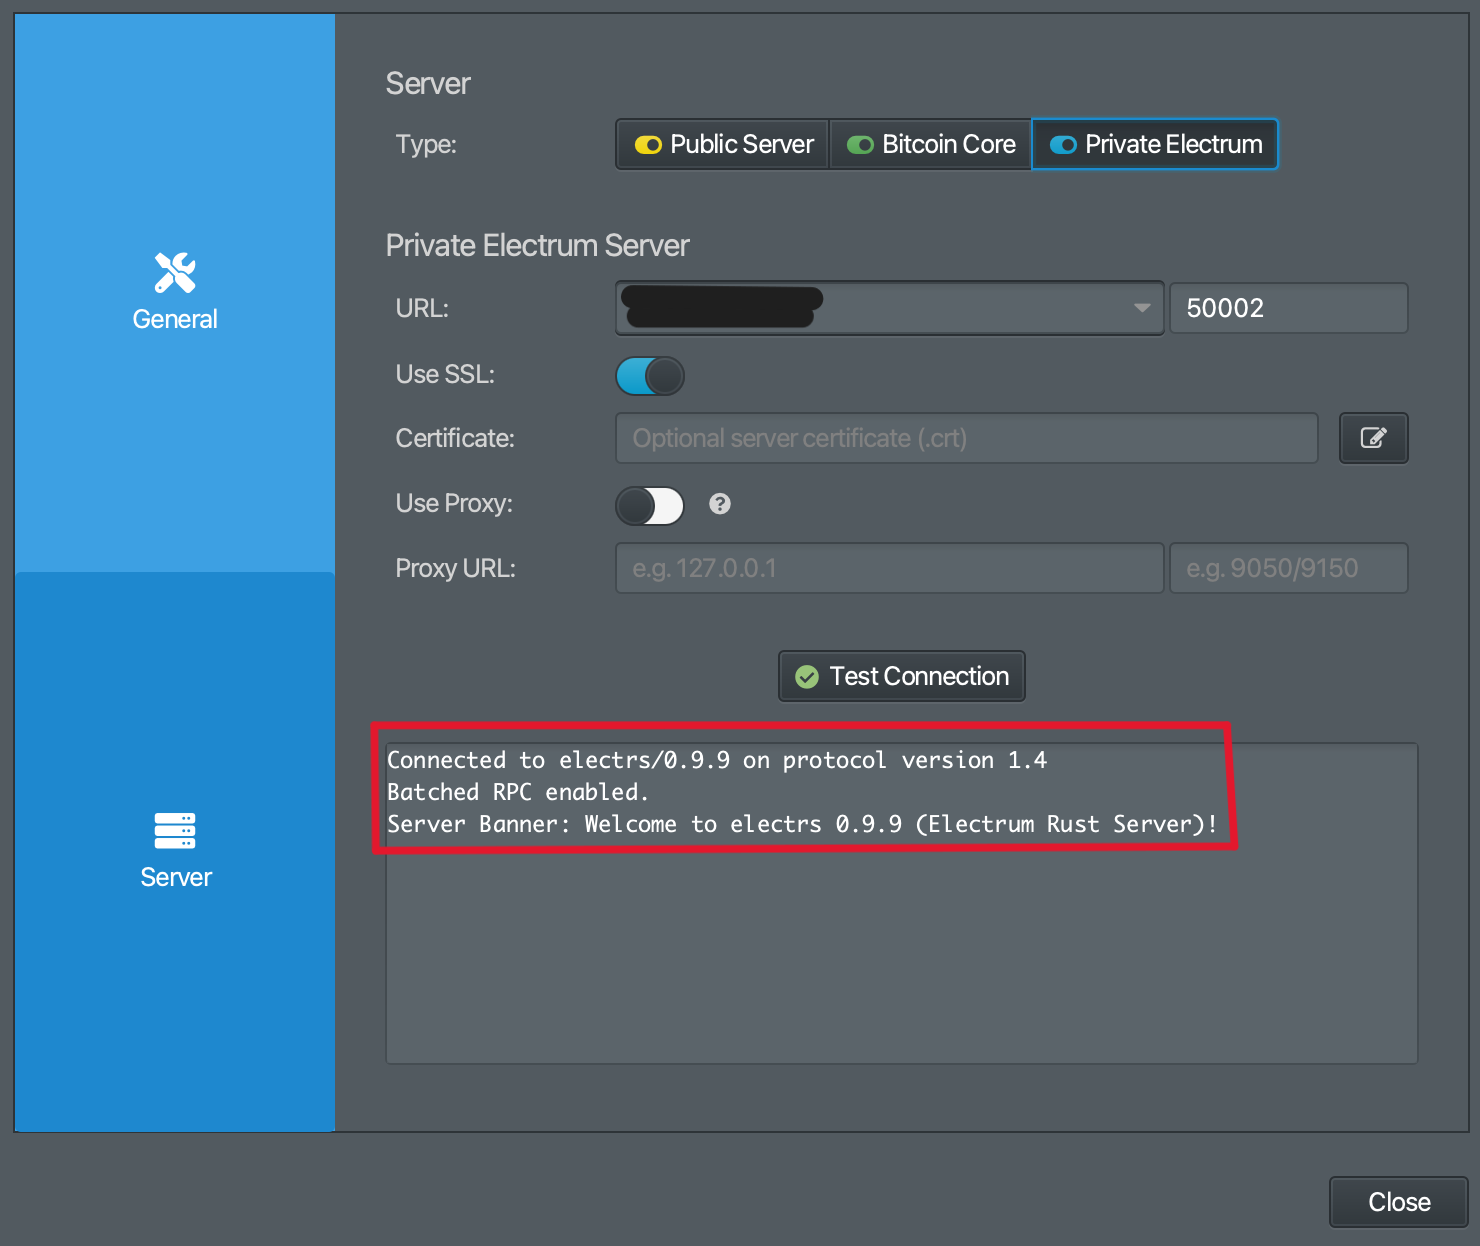 General
Server
Server
Type:
Public Server
Bitcoin Core
Private Electrum
Private Electrum Server
URL:
50002
Use SSL:
Certificate:
Optional server certificate (.crt)
Use Proxy:
?
Proxy URL:
e.g. 127.0.0.1
e.g. 9050/9150
Test Connection
Connected to electrs/0.9.9 on protocol version 1.4
Batched RPC enabled.
Server Banner: Welcome to electrs 0.9.9 (Electrum Rust Server)!
Close